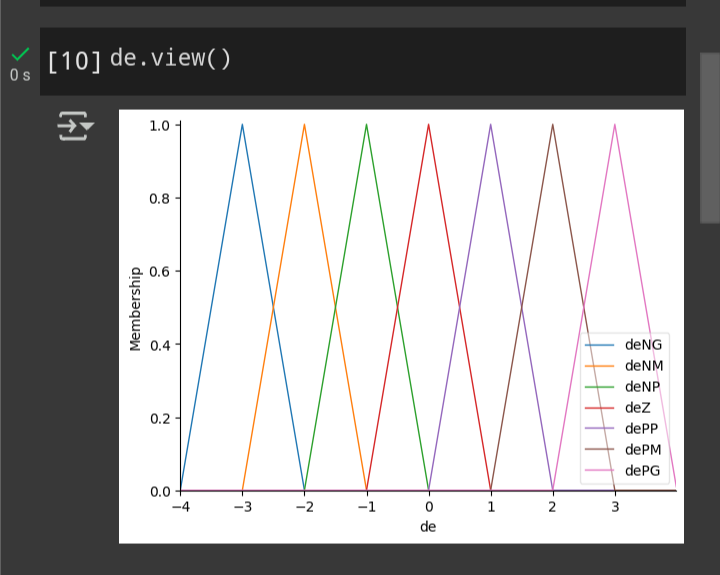 [10] de.view()
0 s
1.0
0.8
0.6
0.4
0.2
0.0
Membership
deNG
deNM
deNP
deZ
dePP
dePM
dePG
−4 −3 −2 −1 0 1 2 3
de